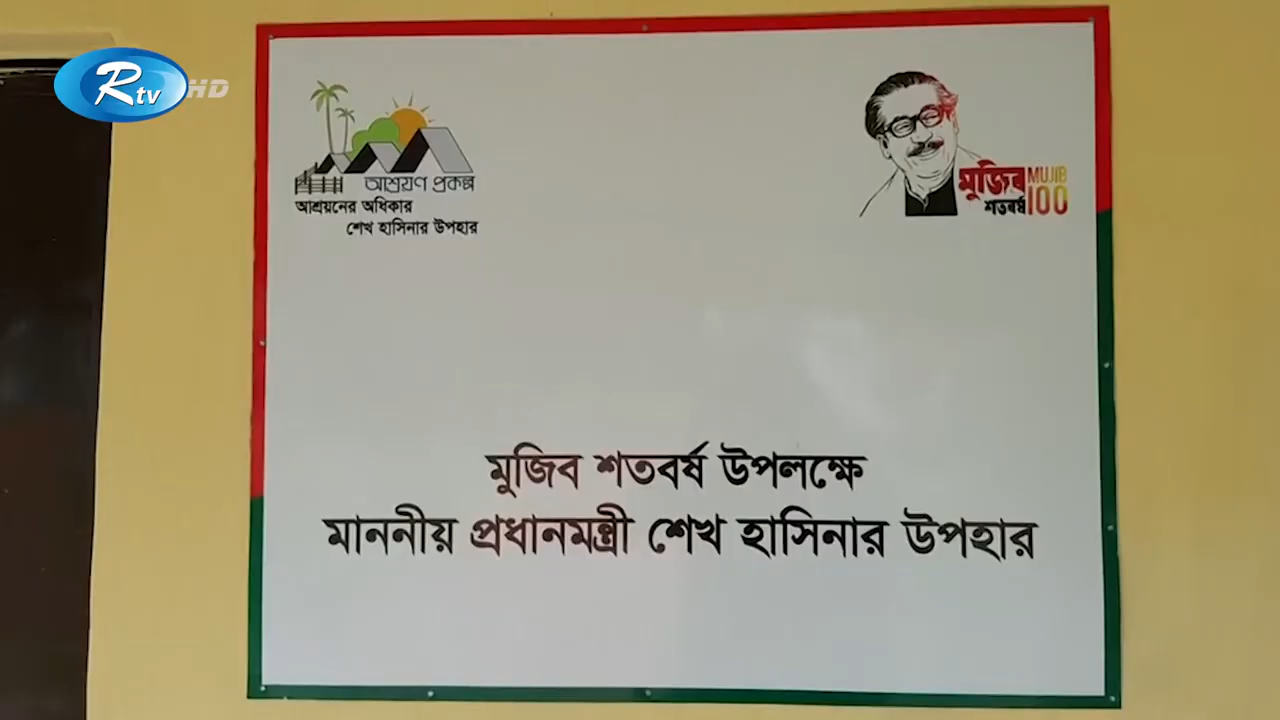 Rtv HD
আশ্রয়ণ প্রকল্প
আশ্রয়নের অধিকার
শেখ হাসিনার উপহার
মুজিব MUJIB
শতবর্ষ 100
মুজিব শতবর্ষ উপলক্ষে
মাননীয় প্রধানমন্ত্রী শেখ হাসিনার উপহার